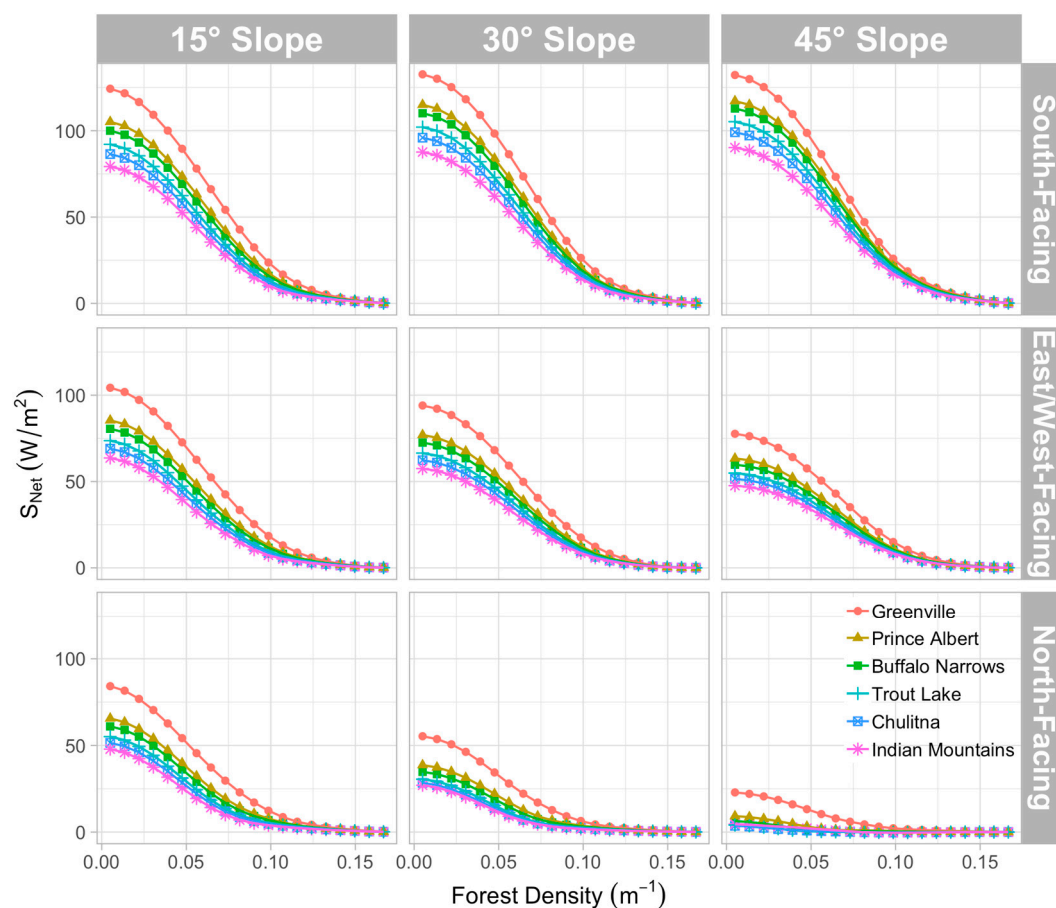 15° Slope
30° Slope
45° Slope
100
50
0
South-Facing
100
50
0
East/West-Facing
S_Net (W/m²)
Greenville
Prince Albert
Buffalo Narrows
Trout Lake
Chulitna
Indian Mountains
100
50
0
North-Facing
0.00 0.05 0.10 0.15
0.00 0.05 0.10 0.15
0.00 0.05 0.10 0.15
Forest Density (m⁻¹)